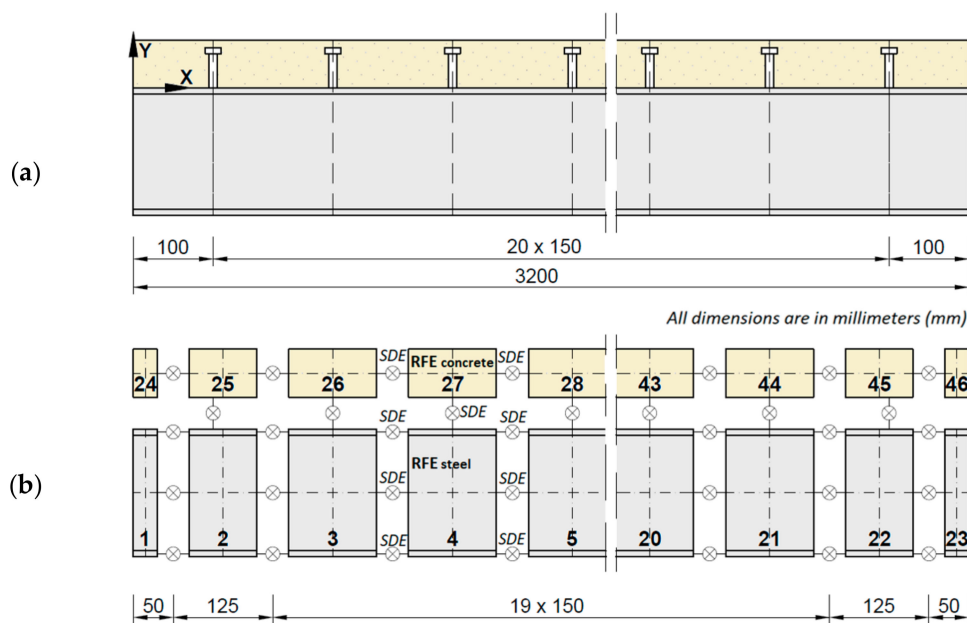 Y
X
(a)
100 20 x 150 100
3200
All dimensions are in millimeters (mm)
SDE RFE concrete SDE
24 25 26 27 28 43 44 45 46
SDE
SDE SDE
RFE steel
(b)
SDE SDE
1 2 3 4 5 20 21 22 23
SDE SDE
50 125 19 x 150 125 50